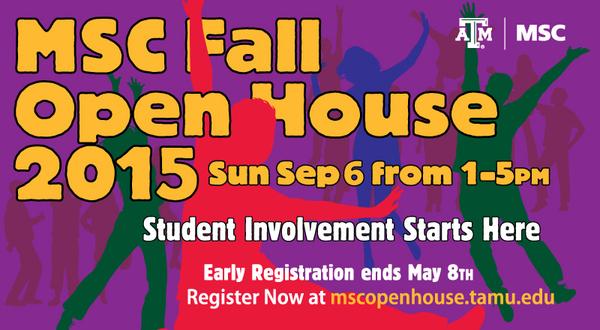 ATM | MSC
MSC Fall
Open House
2015 Sun Sep 6 from 1-5PM
Student Involvement Starts Here
Early Registration ends May 8TH
Register Now at mscopenhouse.tamu.edu